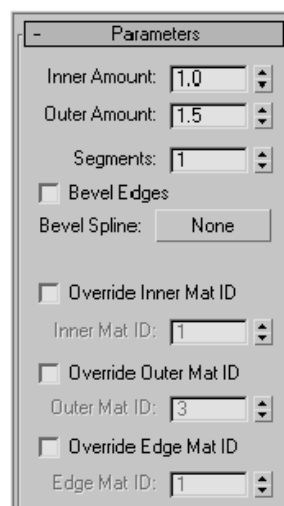 - Parameters
Inner Amount: 1.0
Outer Amount: 1.5
Segments: 1
Bevel Edges
Bevel Spline: None
Override Inner Mat ID
Inner Mat ID: 1
Override Outer Mat ID
Outer Mat ID: 3
Override Edge Mat ID
Edge Mat ID: 1